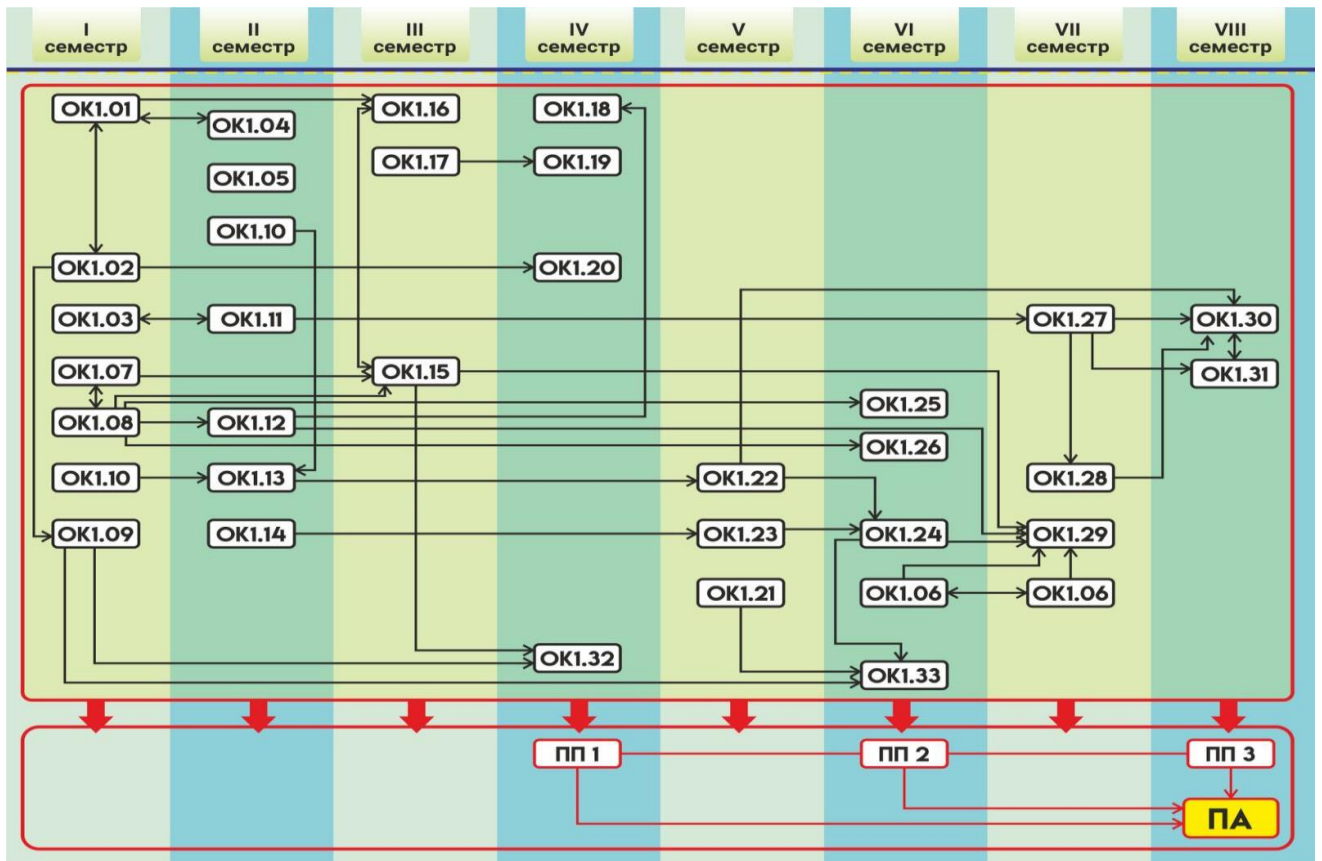 I семестр
II семестр
III семестр
IV семестр
V семестр
VI семестр
VII семестр
VIII семестр
ОК1.01
ОК1.16
ОК1.18
ОК1.04
ОК1.17
ОК1.19
ОК1.05
ОК1.10
ОК1.02
ОК1.20
ОК1.03
ОК1.11
ОК1.27
ОК1.30
ОК1.07
ОК1.15
ОК1.31
ОК1.25
ОК1.08
ОК1.12
ОК1.26
ОК1.10
ОК1.13
ОК1.22
ОК1.28
ОК1.09
ОК1.14
ОК1.23
ОК1.24
ОК1.29
ОК1.21
ОК1.06
ОК1.06
ОК1.32
ОК1.33
ПП 1
ПП 2
ПП 3
ПА